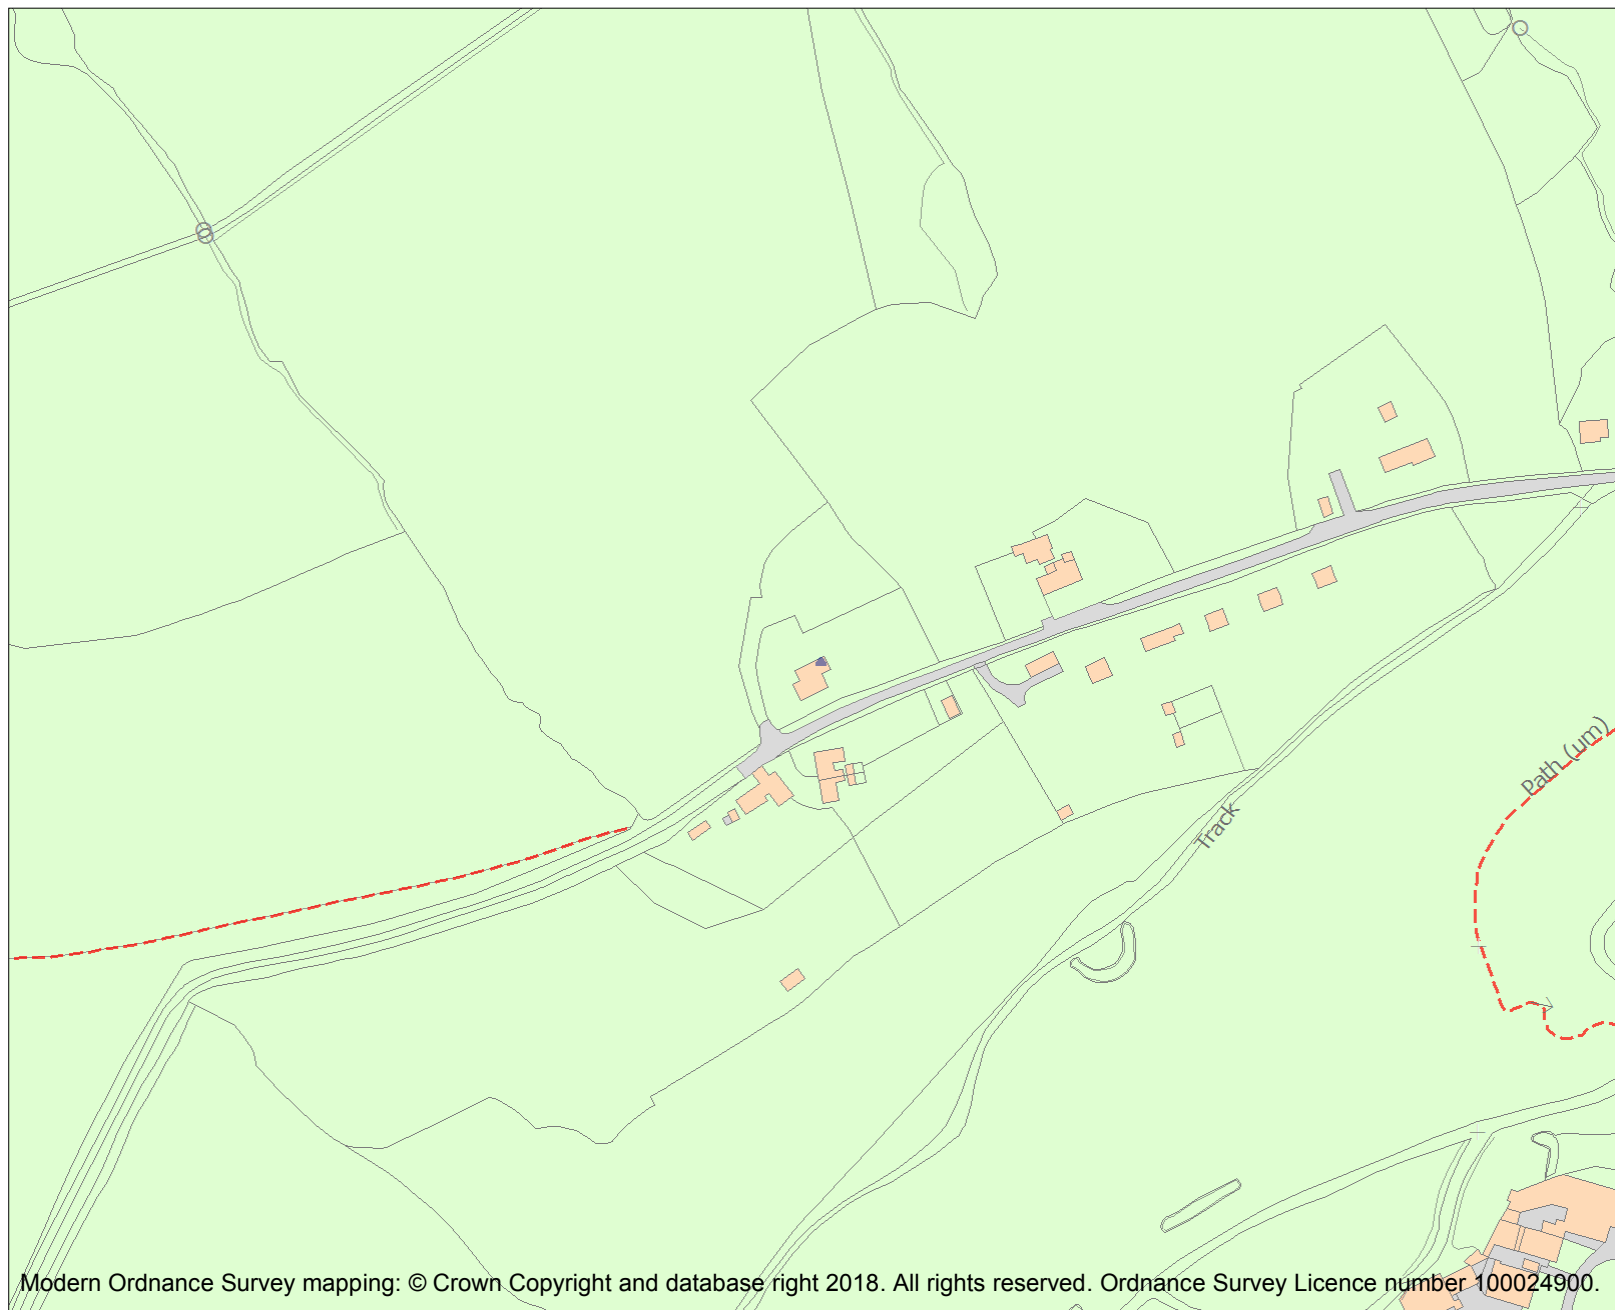 Path (um)
Track
Modern Ordnance Survey mapping: © Crown Copyright and database right 2018. All rights reserved. Ordnance Survey Licence number 100024900.